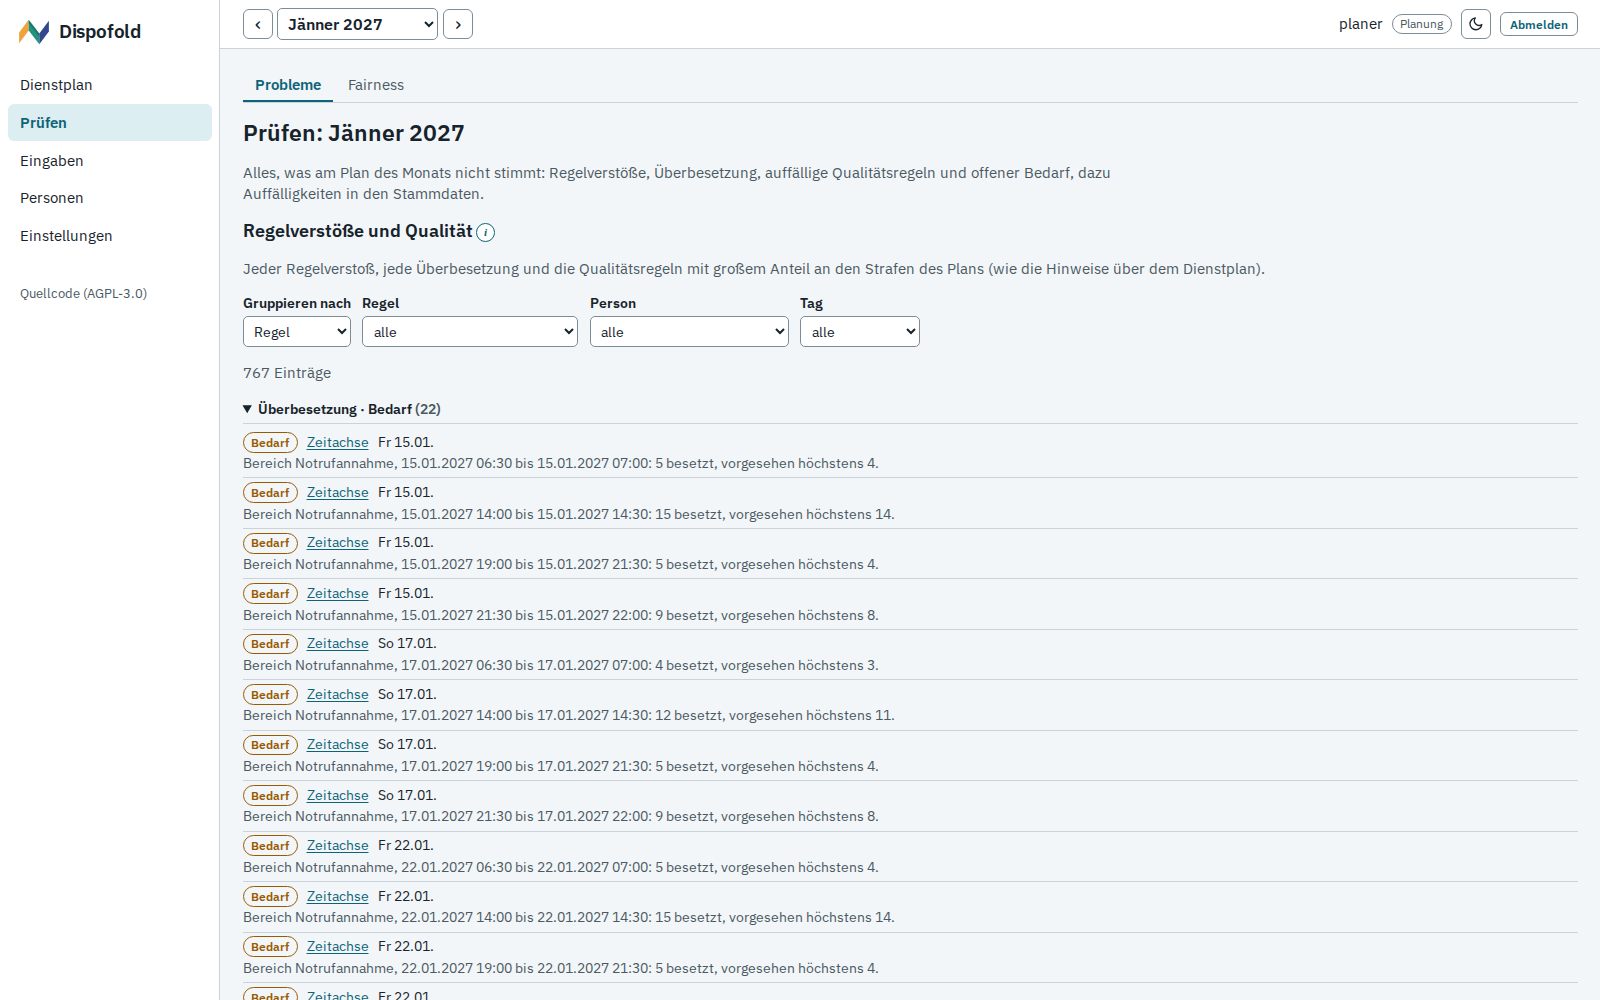 Dispofold
Dienstplan
Prüfen
Eingaben
Personen
Einstellungen
Quellcode (AGPL-3.0)
‹ Jänner 2027 ›
planer Planung Abmelden
Probleme Fairness
Prüfen: Jänner 2027
Alles, was am Plan des Monats nicht stimmt: Regelverstöße, Überbesetzung, auffällige Qualitätsregeln und offener Bedarf, dazu
Auffälligkeiten in den Stammdaten.
Regelverstöße und Qualität i
Jeder Regelverstoß, jede Überbesetzung und die Qualitätsregeln mit großem Anteil an den Strafen des Plans (wie die Hinweise über dem Dienstplan).
Gruppieren nach Regel Person Tag
Regel alle alle alle
767 Einträge
▼ Überbesetzung · Bedarf (22)
Bedarf Zeitachse Fr 15.01.
Bereich Notrufannahme, 15.01.2027 06:30 bis 15.01.2027 07:00: 5 besetzt, vorgesehen höchstens 4.
Bedarf Zeitachse Fr 15.01.
Bereich Notrufannahme, 15.01.2027 14:00 bis 15.01.2027 14:30: 15 besetzt, vorgesehen höchstens 14.
Bedarf Zeitachse Fr 15.01.
Bereich Notrufannahme, 15.01.2027 19:00 bis 15.01.2027 21:30: 5 besetzt, vorgesehen höchstens 4.
Bedarf Zeitachse Fr 15.01.
Bereich Notrufannahme, 15.01.2027 21:30 bis 15.01.2027 22:00: 9 besetzt, vorgesehen höchstens 8.
Bedarf Zeitachse So 17.01.
Bereich Notrufannahme, 17.01.2027 06:30 bis 17.01.2027 07:00: 4 besetzt, vorgesehen höchstens 3.
Bedarf Zeitachse So 17.01.
Bereich Notrufannahme, 17.01.2027 14:00 bis 17.01.2027 14:30: 12 besetzt, vorgesehen höchstens 11.
Bedarf Zeitachse So 17.01.
Bereich Notrufannahme, 17.01.2027 19:00 bis 17.01.2027 21:30: 5 besetzt, vorgesehen höchstens 4.
Bedarf Zeitachse So 17.01.
Bereich Notrufannahme, 17.01.2027 21:30 bis 17.01.2027 22:00: 9 besetzt, vorgesehen höchstens 8.
Bedarf Zeitachse Fr 22.01.
Bereich Notrufannahme, 22.01.2027 06:30 bis 22.01.2027 07:00: 5 besetzt, vorgesehen höchstens 4.
Bedarf Zeitachse Fr 22.01.
Bereich Notrufannahme, 22.01.2027 14:00 bis 22.01.2027 14:30: 15 besetzt, vorgesehen höchstens 14.
Bedarf Zeitachse Fr 22.01.
Bereich Notrufannahme, 22.01.2027 19:00 bis 22.01.2027 21:30: 5 besetzt, vorgesehen höchstens 4.
Bedarf Zeitachse Fr 22.01.